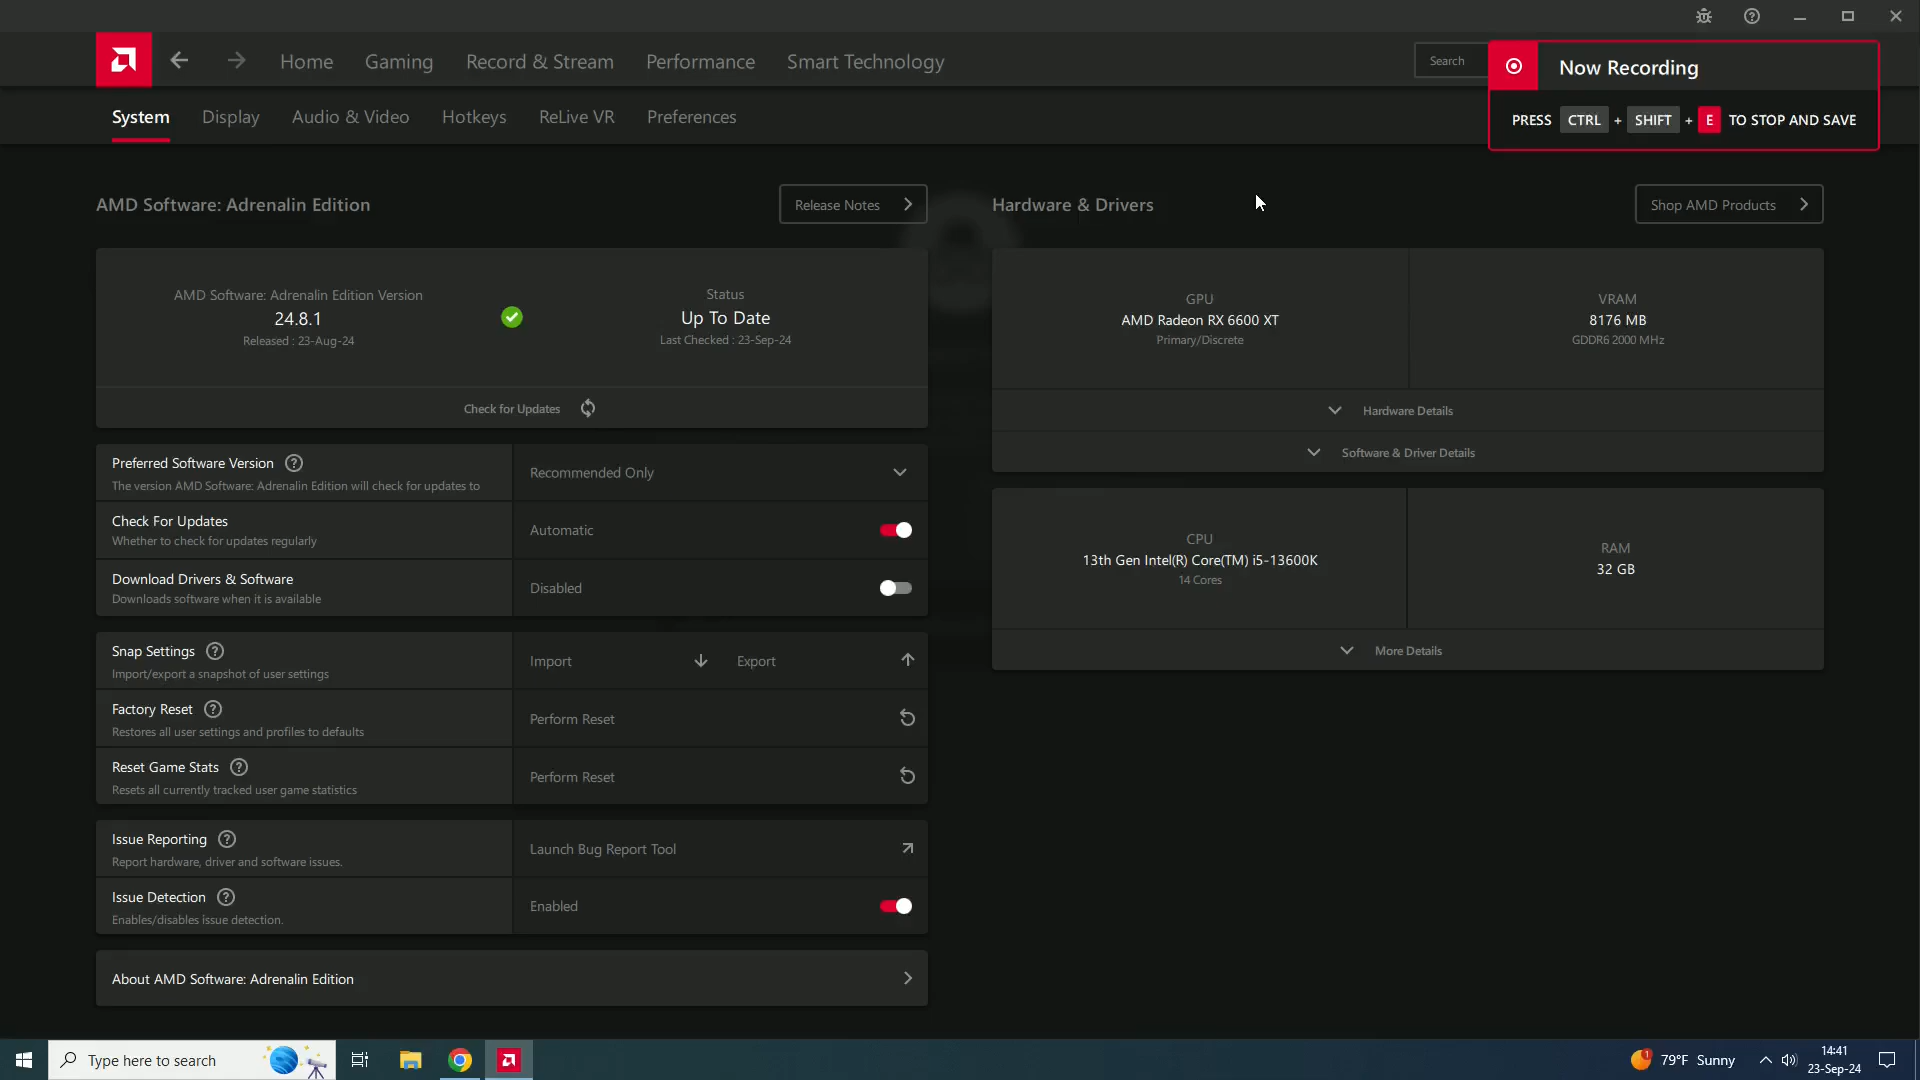 Home Gaming Record & Stream Performance Smart Technology
Search
Now Recording
PRESS CTRL + SHIFT + E TO STOP AND SAVE
System Display Audio & Video Hotkeys ReLive VR Preferences
AMD Software: Adrenalin Edition
Release Notes
AMD Software: Adrenalin Edition Version
24.8.1
Released : 23-Aug-24
Status
Up To Date
Last Checked : 23-Sep-24
Check for Updates
Preferred Software Version
The version AMD Software: Adrenalin Edition will check for updates to
Recommended Only
Check For Updates
Whether to check for updates regularly
Automatic
Download Drivers & Software
Downloads software when it is available
Disabled
Snap Settings
Import/export a snapshot of user settings
Import Export
Factory Reset
Restores all user settings and profiles to defaults
Perform Reset
Reset Game Stats
Resets all currently tracked user game statistics
Perform Reset
Issue Reporting
Report hardware, driver and software issues.
Launch Bug Report Tool
Issue Detection
Enables/disables issue detection.
Enabled
About AMD Software: Adrenalin Edition
Hardware & Drivers
Shop AMD Products
GPU
AMD Radeon RX 6600 XT
Primary/Discrete
VRAM
8176 MB
GDDR6 2000 MHz
Hardware Details
Software & Driver Details
CPU
13th Gen Intel(R) Core(TM) i5-13600K
14 Cores
RAM
32 GB
More Details
Type here to search
1
79°F Sunny
14:41
23-Sep-24